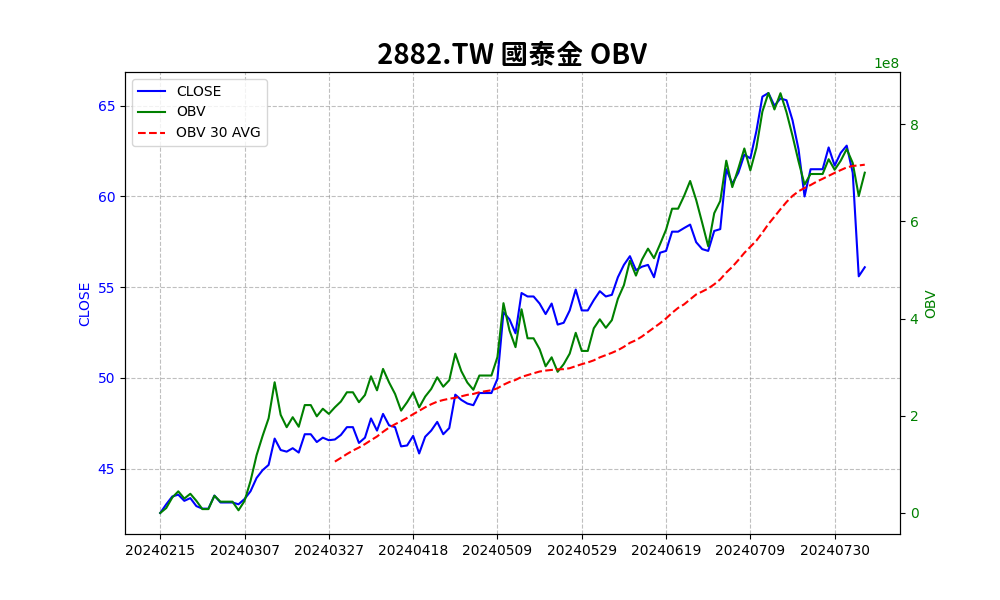 2882.TW 國泰金 OBV
1e8
CLOSE
OBV
OBV 30 AVG
65
60
55
50
45
CLOSE
8
6
4
2
0
OBV
20240215 20240307 20240327 20240418 20240509 20240529 20240619 20240709 20240730